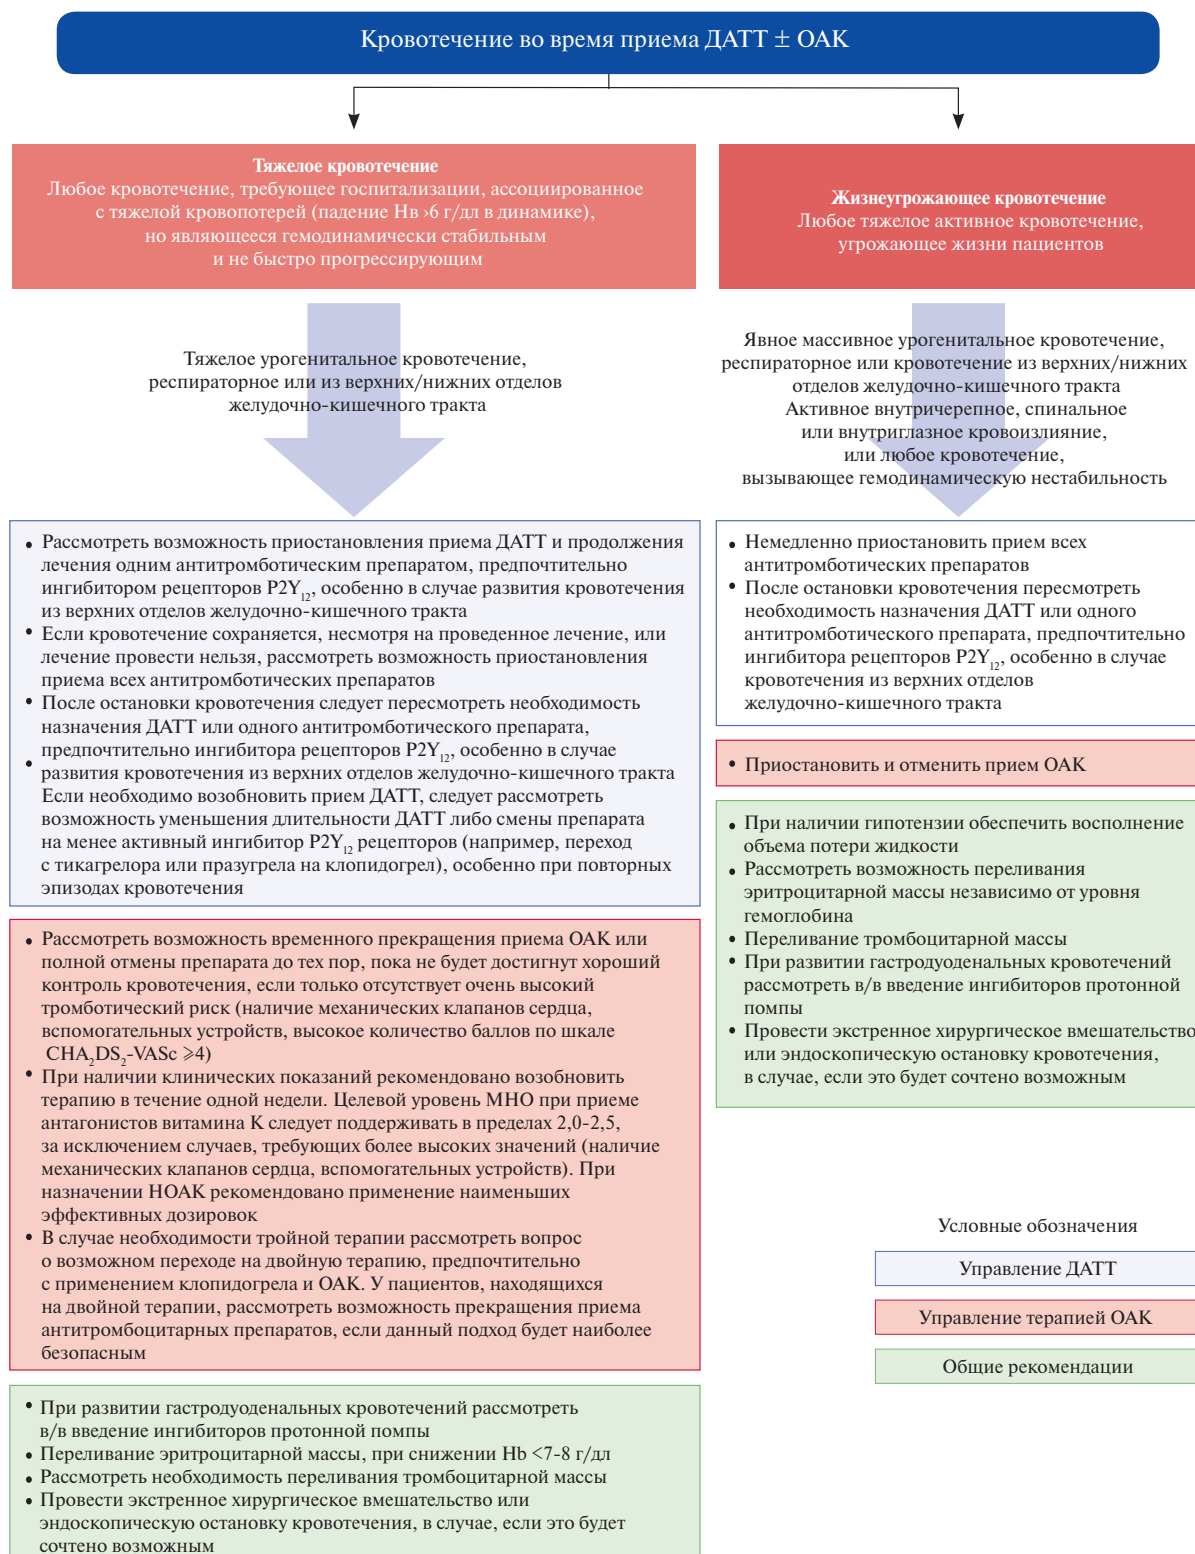 Кровотечение во время приема ДАТТ ± ОАК
Тяжелое кровотечение
Любое кровотечение, требующее госпитализации, ассоциированное
с тяжелой кровопотерей (падение Нв >6 г/дл в динамике),
но являющееся гемодинамически стабильным
и не быстро прогрессирующим
Тяжелое урогенитальное кровотечение,
респираторное или из верхних/нижних отделов
желудочно-кишечного тракта
• Рассмотреть возможность приостановления приема ДАТТ и продолжения
лечения одним антитромботическим препаратом, предпочтительно
ингибитором рецепторов P2Y₁₂, особенно в случае развития кровотечения
из верхних отделов желудочно-кишечного тракта
• Если кровотечение сохраняется, несмотря на проведенное лечение, или
лечение провести нельзя, рассмотреть возможность приостановления
приема всех антитромботических препаратов
• После остановки кровотечения следует пересмотреть необходимость
назначения ДАТТ или одного антитромботического препарата,
предпочтительно ингибитора рецепторов P2Y₁₂, особенно в случае
• развития кровотечения из верхних отделов желудочно-кишечного тракта
Если необходимо возобновить прием ДАТТ, следует рассмотреть
возможность уменьшения длительности ДАТТ либо смены препарата
на менее активный ингибитор P2Y₁₂ рецепторов (например, переход
с тикагрелора или празугрела на клопидогрел), особенно при повторных
эпизодах кровотечения
• Рассмотреть возможность временного прекращения приема ОАК или
полной отмены препарата до тех пор, пока не будет достигнут хороший
контроль кровотечения, если только отсутствует очень высокий
тромботический риск (наличие механических клапанов сердца,
вспомогательных устройств, высокое количество баллов по шкале
CHA₂DS₂-VASc ⩾4)
• При наличии клинических показаний рекомендовано возобновить
терапию в течение одной недели. Целевой уровень МНО при приеме
антагонистов витамина К следует поддерживать в пределах 2,0-2,5,
за исключением случаев, требующих более высоких значений (наличие
механических клапанов сердца, вспомогательных устройств). При
назначении НОАК рекомендовано применение наименьших
эффективных дозировок
• В случае необходимости тройной терапии рассмотреть вопрос
о возможном переходе на двойную терапию, предпочтительно
с применением клопидогрела и ОАК. У пациентов, находящихся
на двойной терапии, рассмотреть возможность прекращения приема
антитромбоцитарных препаратов, если данный подход будет наиболее
безопасным
• При развитии гастродуоденальных кровотечений рассмотреть
в/в введение ингибиторов протонной помпы
• Переливание эритроцитарной массы, при снижении Hb <7-8 г/дл
• Рассмотреть необходимость переливания тромбоцитарной массы
• Провести экстренное хирургическое вмешательство или
эндоскопическую остановку кровотечения, в случае, если это будет
сочтено возможным
Жизнеугрожающее кровотечение
Любое тяжелое активное кровотечение,
угрожающее жизни пациентов
Явное массивное урогенитальное кровотечение,
респираторное или кровотечение из верхних/нижних
отделов желудочно-кишечного тракта
Активное внутричерепное, спинальное
или внутриглазное кровоизлияние,
или любое кровотечение,
вызывающее гемодинамическую нестабильность
• Немедленно приостановить прием всех
антитромботических препаратов
• После остановки кровотечения пересмотреть
необходимость назначения ДАТТ или одного
антитромботического препарата, предпочтительно
ингибитора рецепторов P2Y₁₂, особенно в случае
кровотечения из верхних отделов
желудочно-кишечного тракта
• Приостановить и отменить прием ОАК
• При наличии гипотензии обеспечить восполнение
объема потери жидкости
• Рассмотреть возможность переливания
эритроцитарной массы независимо от уровня
гемоглобина
• Переливание тромбоцитарной массы
• При развитии гастродуоденальных кровотечений
рассмотреть в/в введение ингибиторов протонной
помпы
• Провести экстренное хирургическое вмешательство
или эндоскопическую остановку кровотечения,
в случае, если это будет сочтено возможным
Условные обозначения
Управление ДАТТ
Управление терапией ОАК
Общие рекомендации